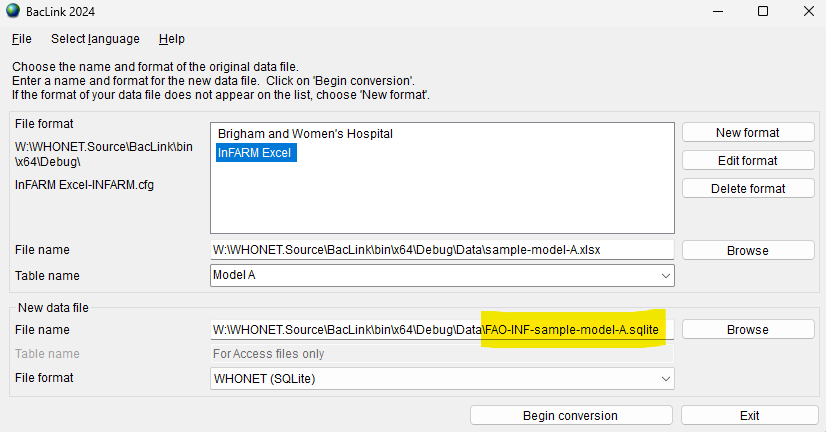 BacLink 2024
File Select language Help
Choose the name and format of the original data file.
Enter a name and format for the new data file. Click on 'Begin conversion'.
If the format of your data file does not appear on the list, choose 'New format'.
File format
W:\WHONET.Source\BacLink\bin
\x64\Debug\
InFARM Excel-INFARM.cfg
Brigham and Women's Hospital
InFARM Excel
New format
Edit format
Delete format
File name W:\WHONET.Source\BacLink\bin\x64\Debug\Data\sample-model-A.xlsx Browse
Table name Model A
New data file
File name W:\WHONET.Source\BacLink\bin\x64\Debug\Data\FAO-INF-sample-model-A.sqlite Browse
Table name For Access files only
File format WHONET (SQLite)
Begin conversion Exit